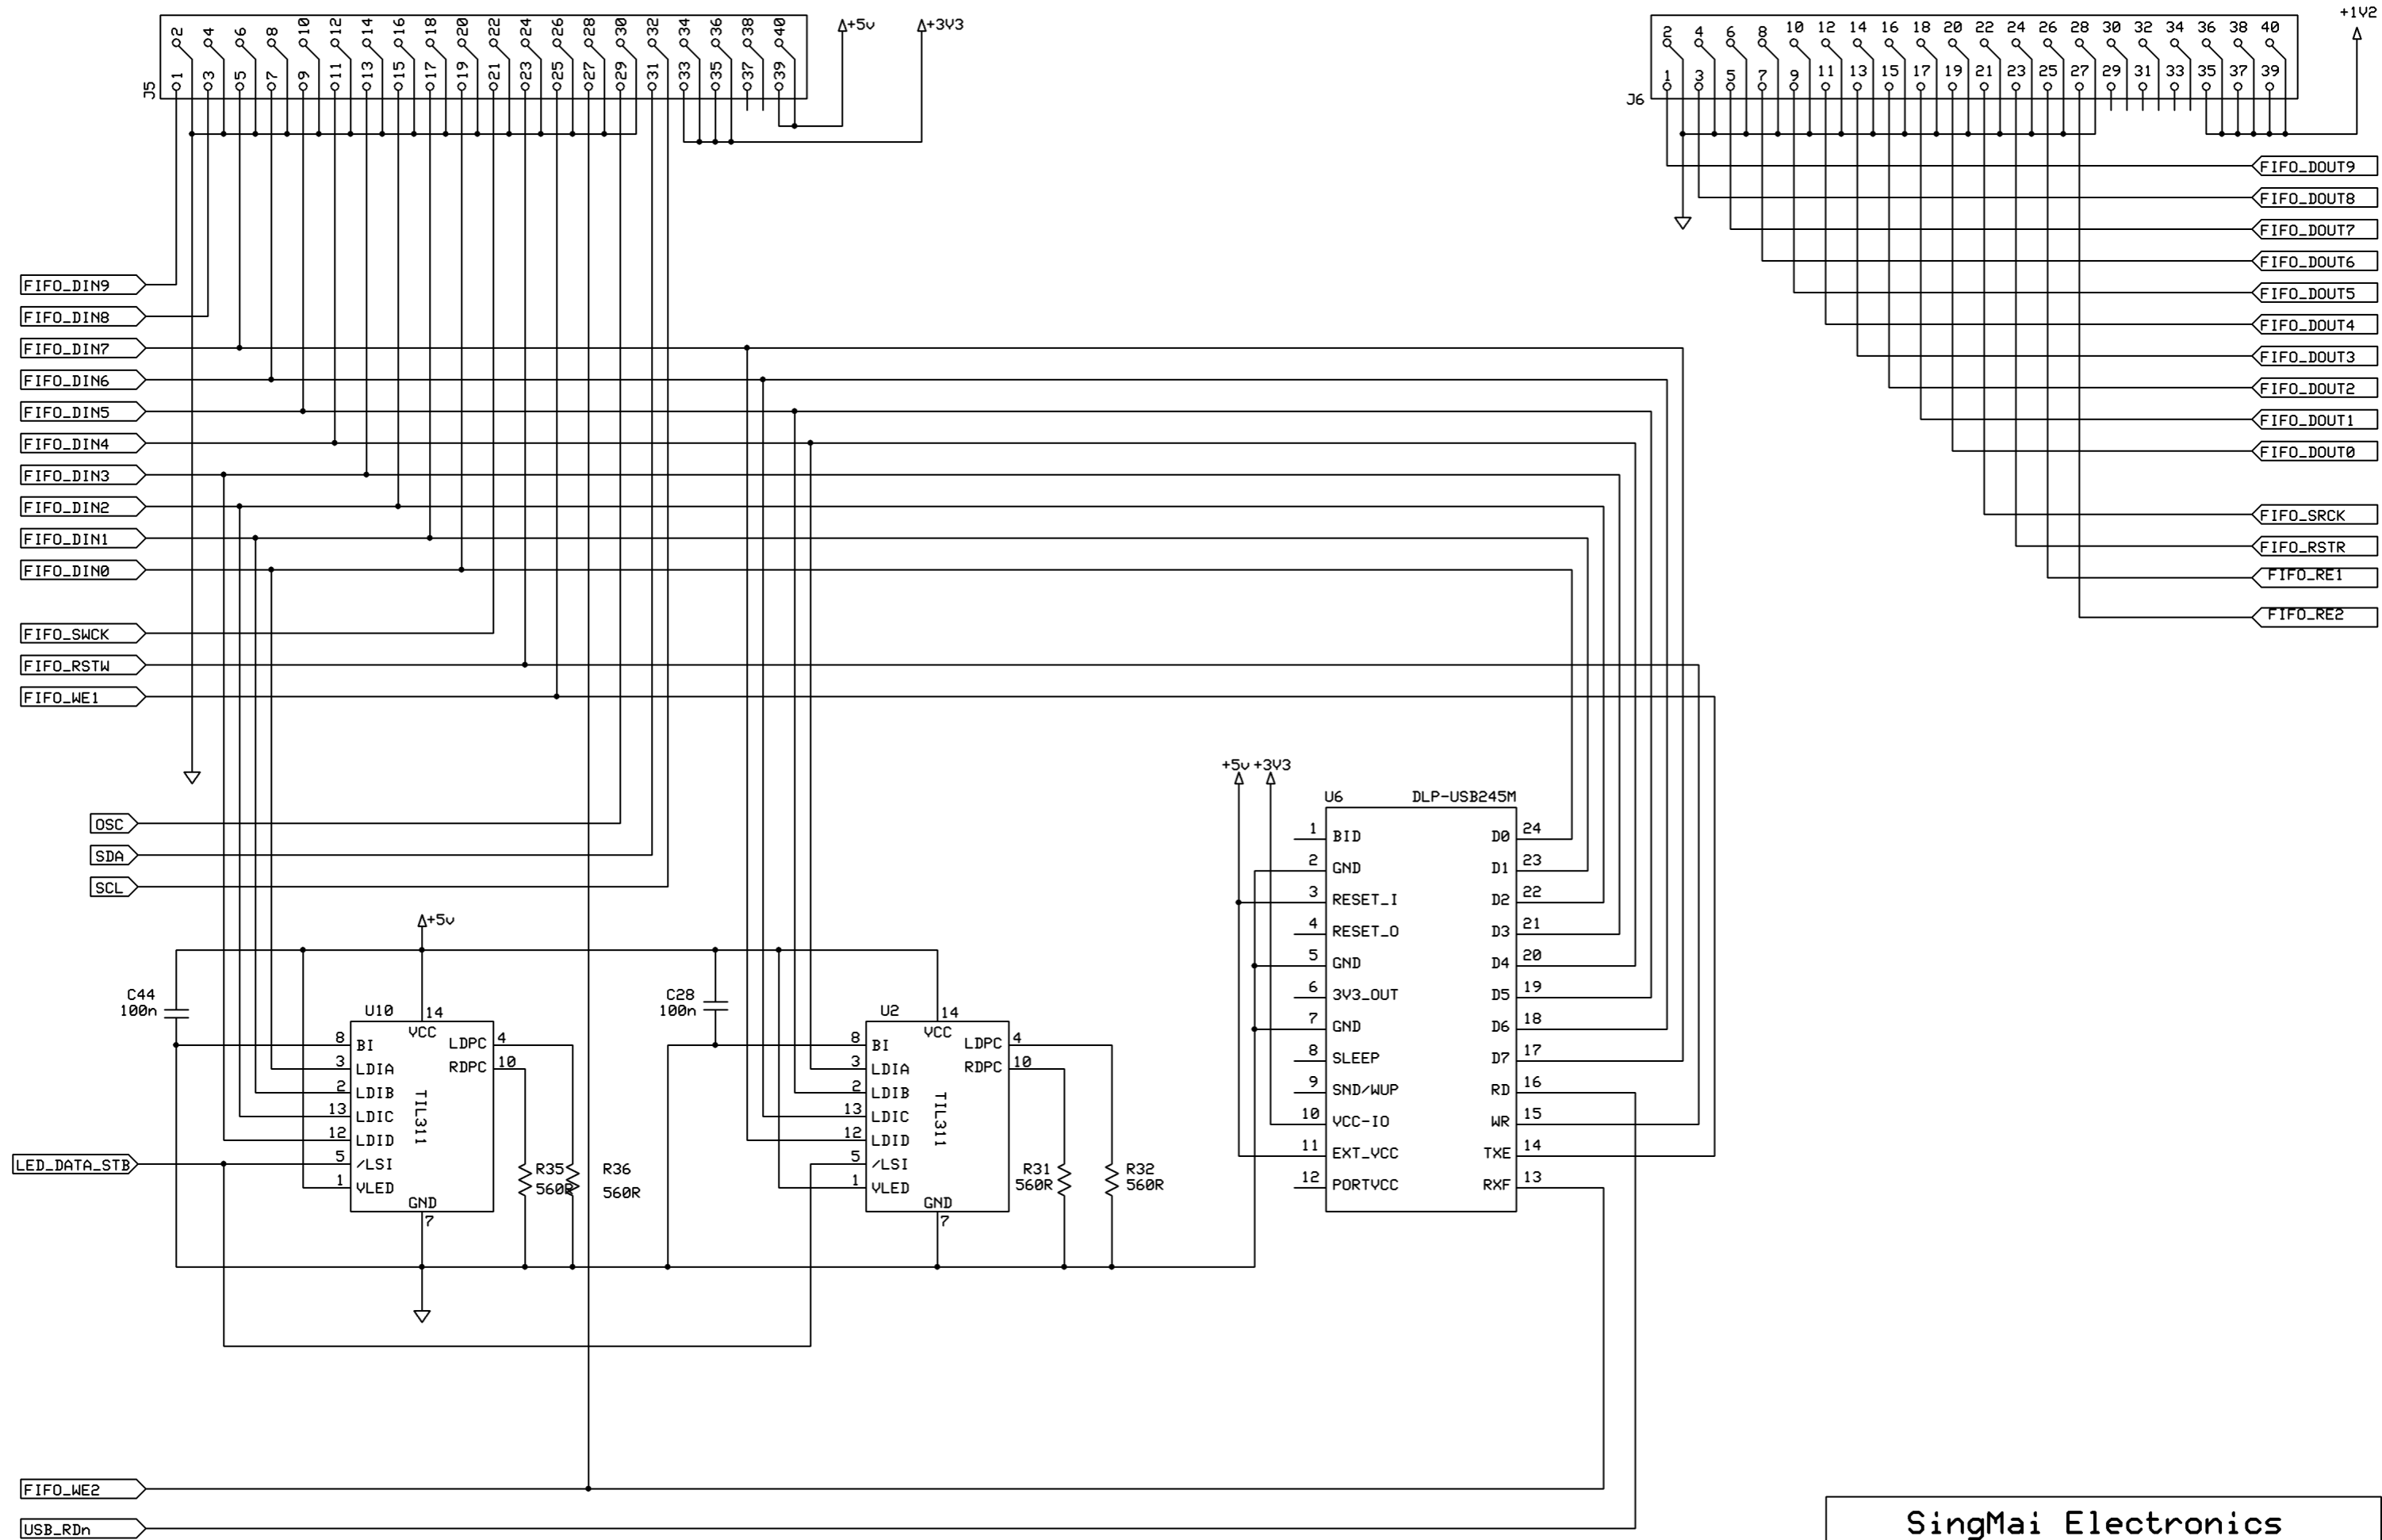 2 4 6 8 10 12 14 16 18 20 22 24 26 28 30 32 34 36 38 40
1 3 5 7 9 11 13 15 17 19 21 23 25 27 29 31 33 35 37 39
J5
+5v
+3V3
2 4 6 8 10 12 14 16 18 20 22 24 26 28 30 32 34 36 38 40
1 3 5 7 9 11 13 15 17 19 21 23 25 27 29 31 33 35 37 39
J6
+1V2
FIFO_DOUT9
FIFO_DOUT8
FIFO_DOUT7
FIFO_DOUT6
FIFO_DOUT5
FIFO_DOUT4
FIFO_DOUT3
FIFO_DOUT2
FIFO_DOUT1
FIFO_DOUT0
FIFO_SRCK
FIFO_RSTR
FIFO_RE1
FIFO_RE2
FIFO_DIN9
FIFO_DIN8
FIFO_DIN7
FIFO_DIN6
FIFO_DIN5
FIFO_DIN4
FIFO_DIN3
FIFO_DIN2
FIFO_DIN1
FIFO_DIN0
FIFO_SWCK
FIFO_RSTW
FIFO_WE1
OSC
SDA
SCL
+5v
C44
100n
U10
14
VCC
8 BI
3 LDIA
2 LDIB
13 LDIC
12 LDID
5 /LSI
1 VLED
LDPC 4
RDPC 10
TIL311
GND
7
LED_DATA_STB
R35
560R
R36
560R
C28
100n
U2
14
VCC
8 BI
3 LDIA
2 LDIB
13 LDIC
12 LDID
5 /LSI
1 VLED
LDPC 4
RDPC 10
TIL311
GND
7
R31
560R
R32
560R
+5v +3V3
U6 DLP-USB245M
1 BID D0 24
2 GND D1 23
3 RESET_I D2 22
4 RESET_O D3 21
5 GND D4 20
6 3V3_OUT D5 19
7 GND D6 18
8 SLEEP D7 17
9 SND/WUP RD 16
10 VCC-IO WR 15
11 EXT_VCC TXE 14
12 PORTVCC RXF 13
FIFO_WE2
USB_RDn
SingMai Electronics